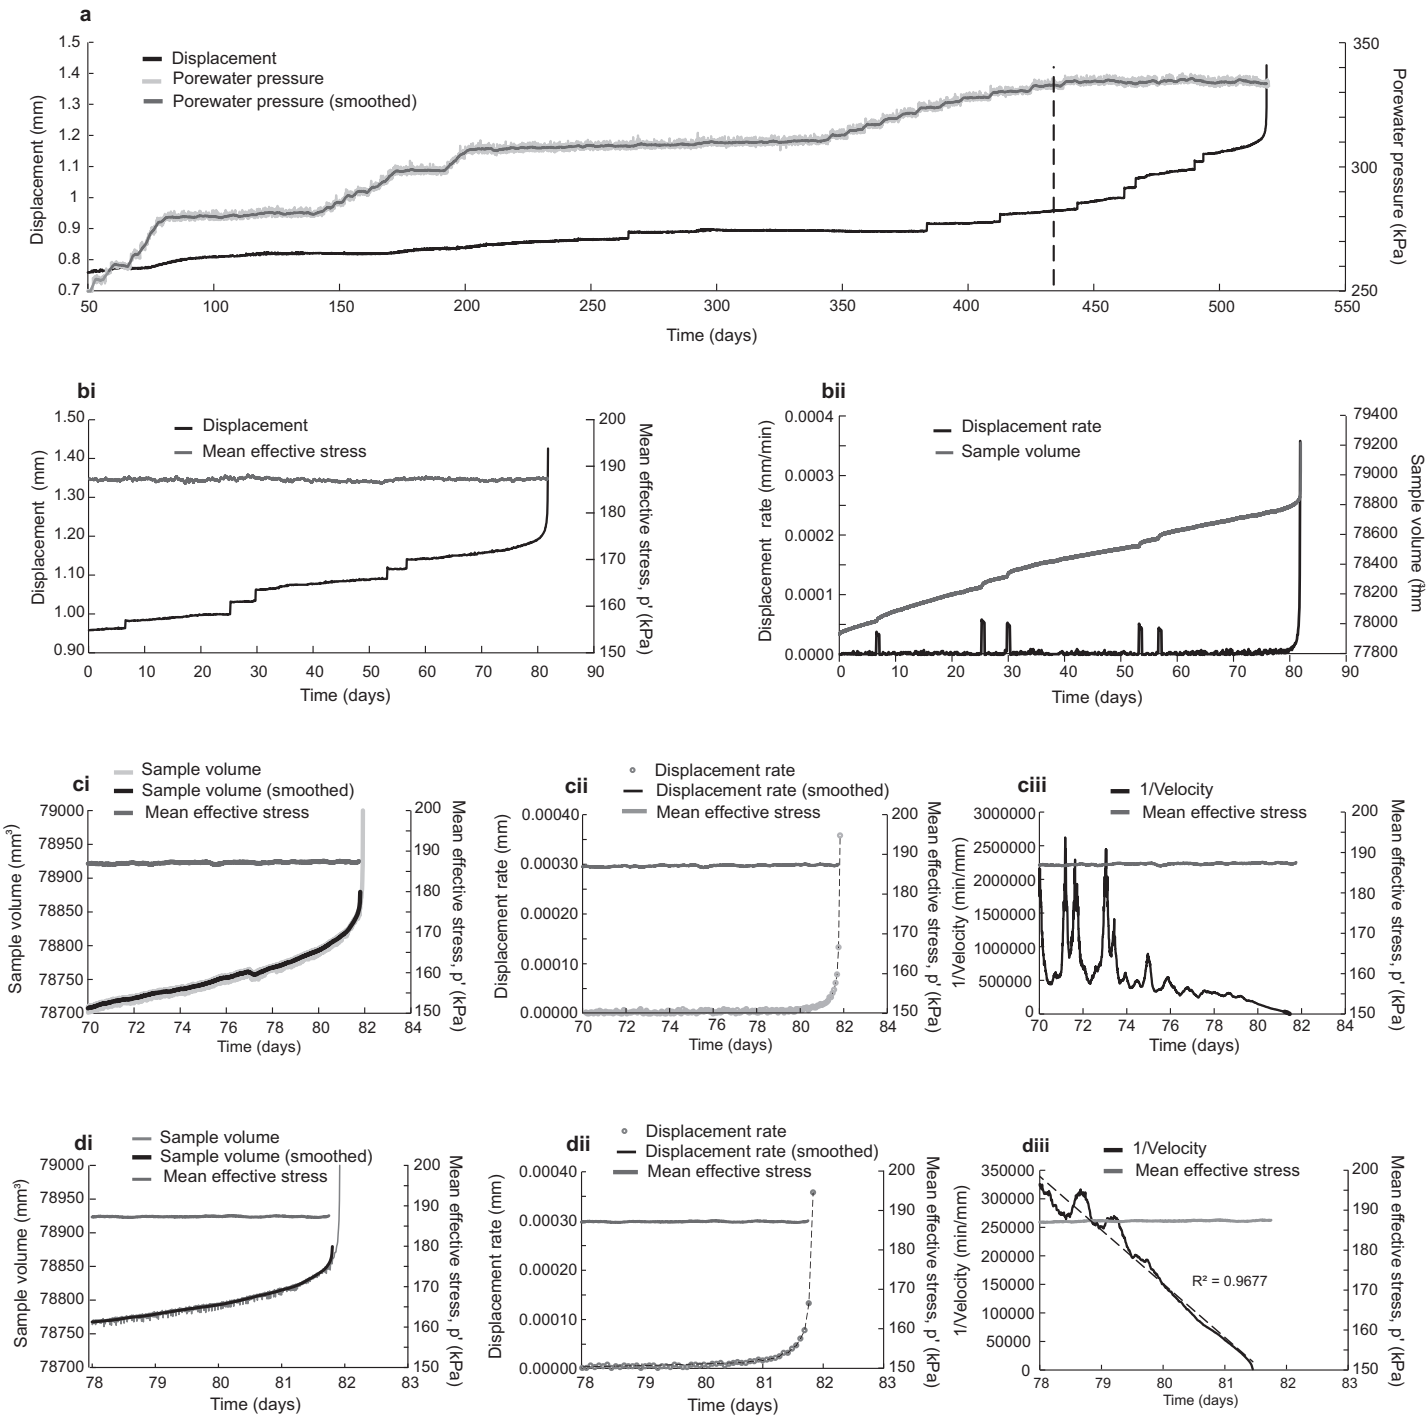 a
1.5
1.4
1.3
1.2
1.1
1
0.9
0.8
0.7
Displacement (mm)
Displacement
Porewater pressure
Porewater pressure (smoothed)
350
300
250
Porewater pressure (kPa)
50 100 150 200 250 300 350 400 450 500 550
Time (days)
bi
1.50
1.40
1.30
1.20
1.10
1.00
0.90
Displacement (mm)
Displacement
Mean effective stress
200
190
180
170
160
150
Mean effective stress, p' (kPa)
0 10 20 30 40 50 60 70 80 90
Time (days)
bii
0.0004
0.0003
0.0002
0.0001
0.0000
Displacement rate (mm/min)
Displacement rate
Sample volume
79400
79200
79000
78800
78600
78400
78200
78000
77800
0 10 20 30 40 50 60 70 80 90
Time (days)
ci
Sample volume
Sample volume (smoothed)
Mean effective stress
79000
78950
78900
78850
78800
78750
78700
Sample volume (mm³)
200
190
180
170
160
150
Mean effective stress, p' (kPa)
70 72 74 76 78 80 82 84
Time (days)
cii
Displacement rate
Displacement rate (smoothed)
Mean effective stress
0.00040
0.00030
0.00020
0.00010
0.00000
Displacement rate (mm)
200
190
180
170
160
150
Mean effective stress, p' (kPa)
70 72 74 76 78 80 82 84
Time (days)
ciii
1/Velocity
Mean effective stress
3000000
2500000
2000000
1500000
1000000
500000
0
1/Velocity (min/mm)
200
190
180
170
160
150
Mean effective stress, p' (kPa)
70 72 74 76 78 80 82 84
Time (days)
di
Sample volume
Sample volume (smoothed)
Mean effective stress
79000
78950
78900
78850
78800
78750
78700
Sample volume (mm³)
200
190
180
170
160
150
Mean effective stress, p' (kPa)
78 79 80 81 82 83
Time (days)
dii
Displacement rate
Displacement rate (smoothed)
Mean effective stress
0.00040
0.00030
0.00020
0.00010
0.00000
Displacement rate (mm)
200
190
180
170
160
150
Mean effective stress, p' (kPa)
78 79 80 81 82 83
Time (days)
diii
1/Velocity
Mean effective stress
350000
300000
250000
200000
150000
100000
50000
0
1/Velocity (min/mm)
R² = 0.9677
200
190
180
170
160
150
Mean effective stress, p' (kPa)
78 79 80 81 82 83
Time (days)